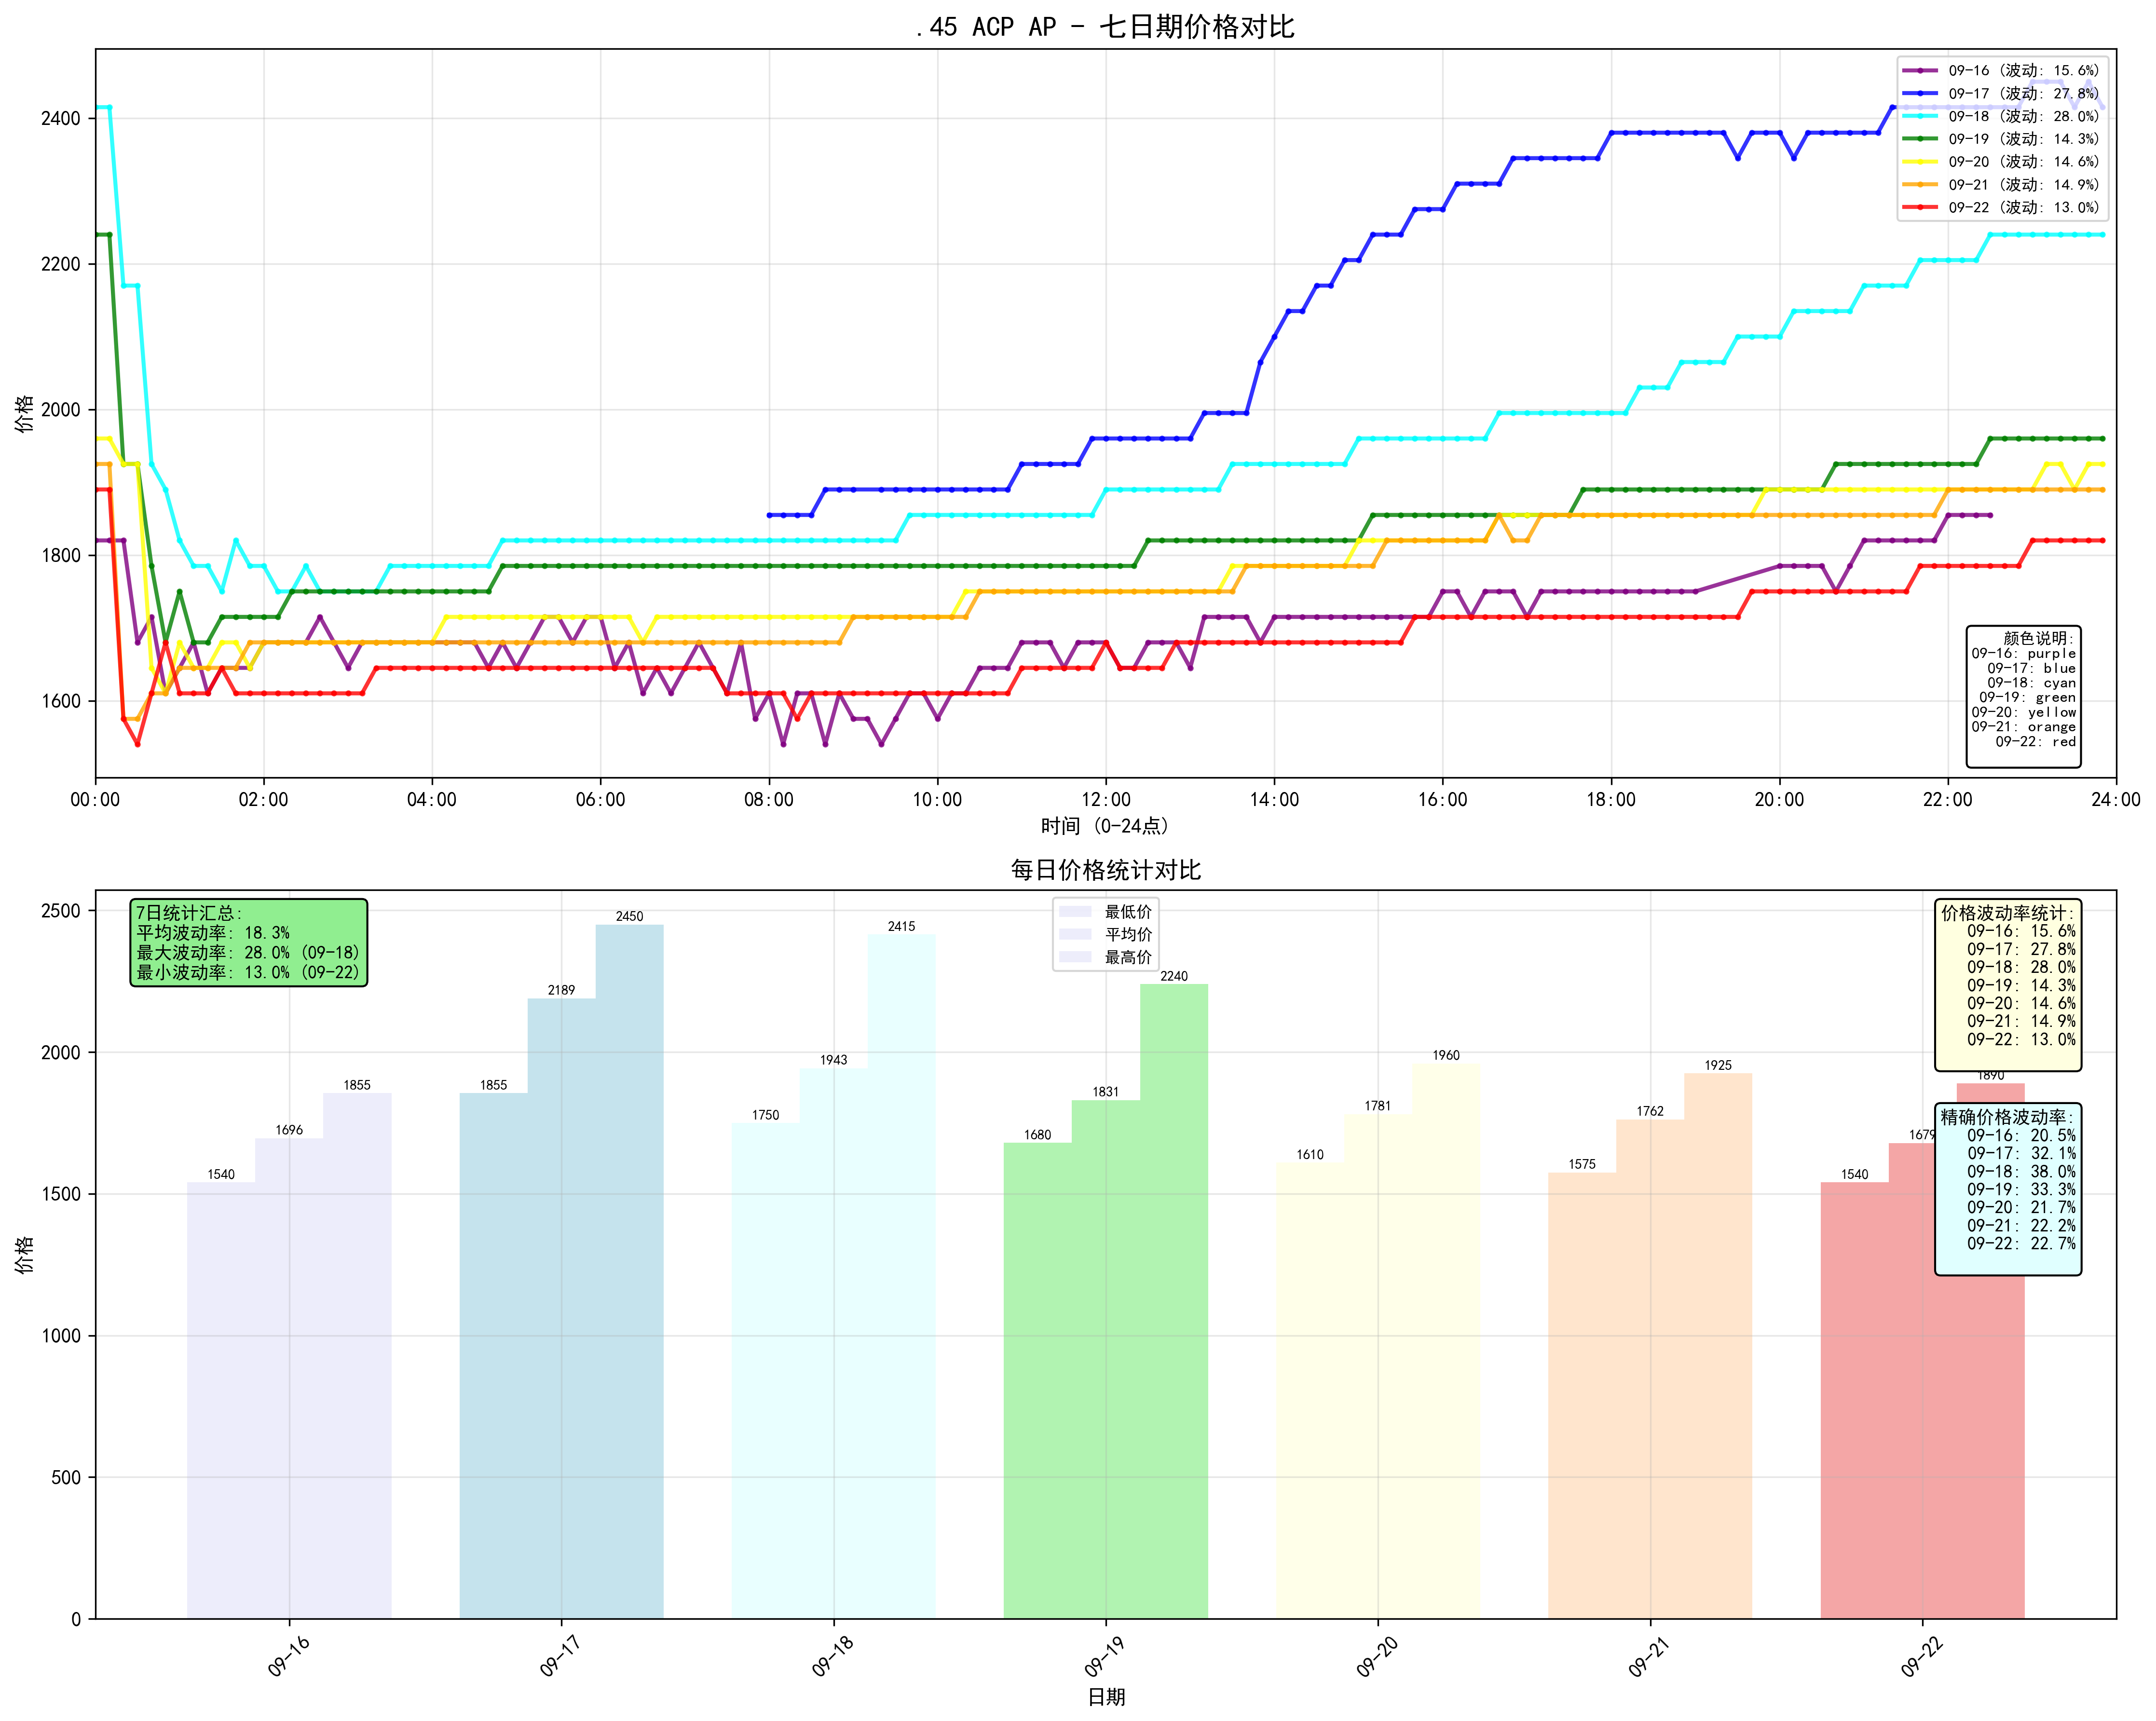 .45 ACP AP - 七日期价格对比
价格
2400
2200
2000
1800
1600
09-16 (波动: 15.6%)
09-17 (波动: 27.8%)
09-18 (波动: 28.0%)
09-19 (波动: 14.3%)
09-20 (波动: 14.6%)
09-21 (波动: 14.9%)
09-22 (波动: 13.0%)
颜色说明:
09-16: purple
09-17: blue
09-18: cyan
09-19: green
09-20: yellow
09-21: orange
09-22: red
00:00 02:00 04:00 06:00 08:00 10:00 12:00 14:00 16:00 18:00 20:00 22:00 24:00
时间 (0-24点)
每日价格统计对比
价格
2500
2000
1500
1000
500
0
7日统计汇总:
平均波动率: 18.3%
最大波动率: 28.0% (09-18)
最小波动率: 13.0% (09-22)
最低价
平均价
最高价
价格波动率统计:
09-16: 15.6%
09-17: 27.8%
09-18: 28.0%
09-19: 14.3%
09-20: 14.6%
09-21: 14.9%
09-22: 13.0%
精确价格波动率:
09-16: 20.5%
09-17: 32.1%
09-18: 38.0%
09-19: 33.3%
09-20: 21.7%
09-21: 22.2%
09-22: 22.7%
1540 1696 1855
1855 2189 2450
1750 1943 2415
1680 1831 2240
1610 1781 1960
1575 1762 1925
1540 1679 1890
09-16 09-17 09-18 09-19 09-20 09-21 09-22
日期